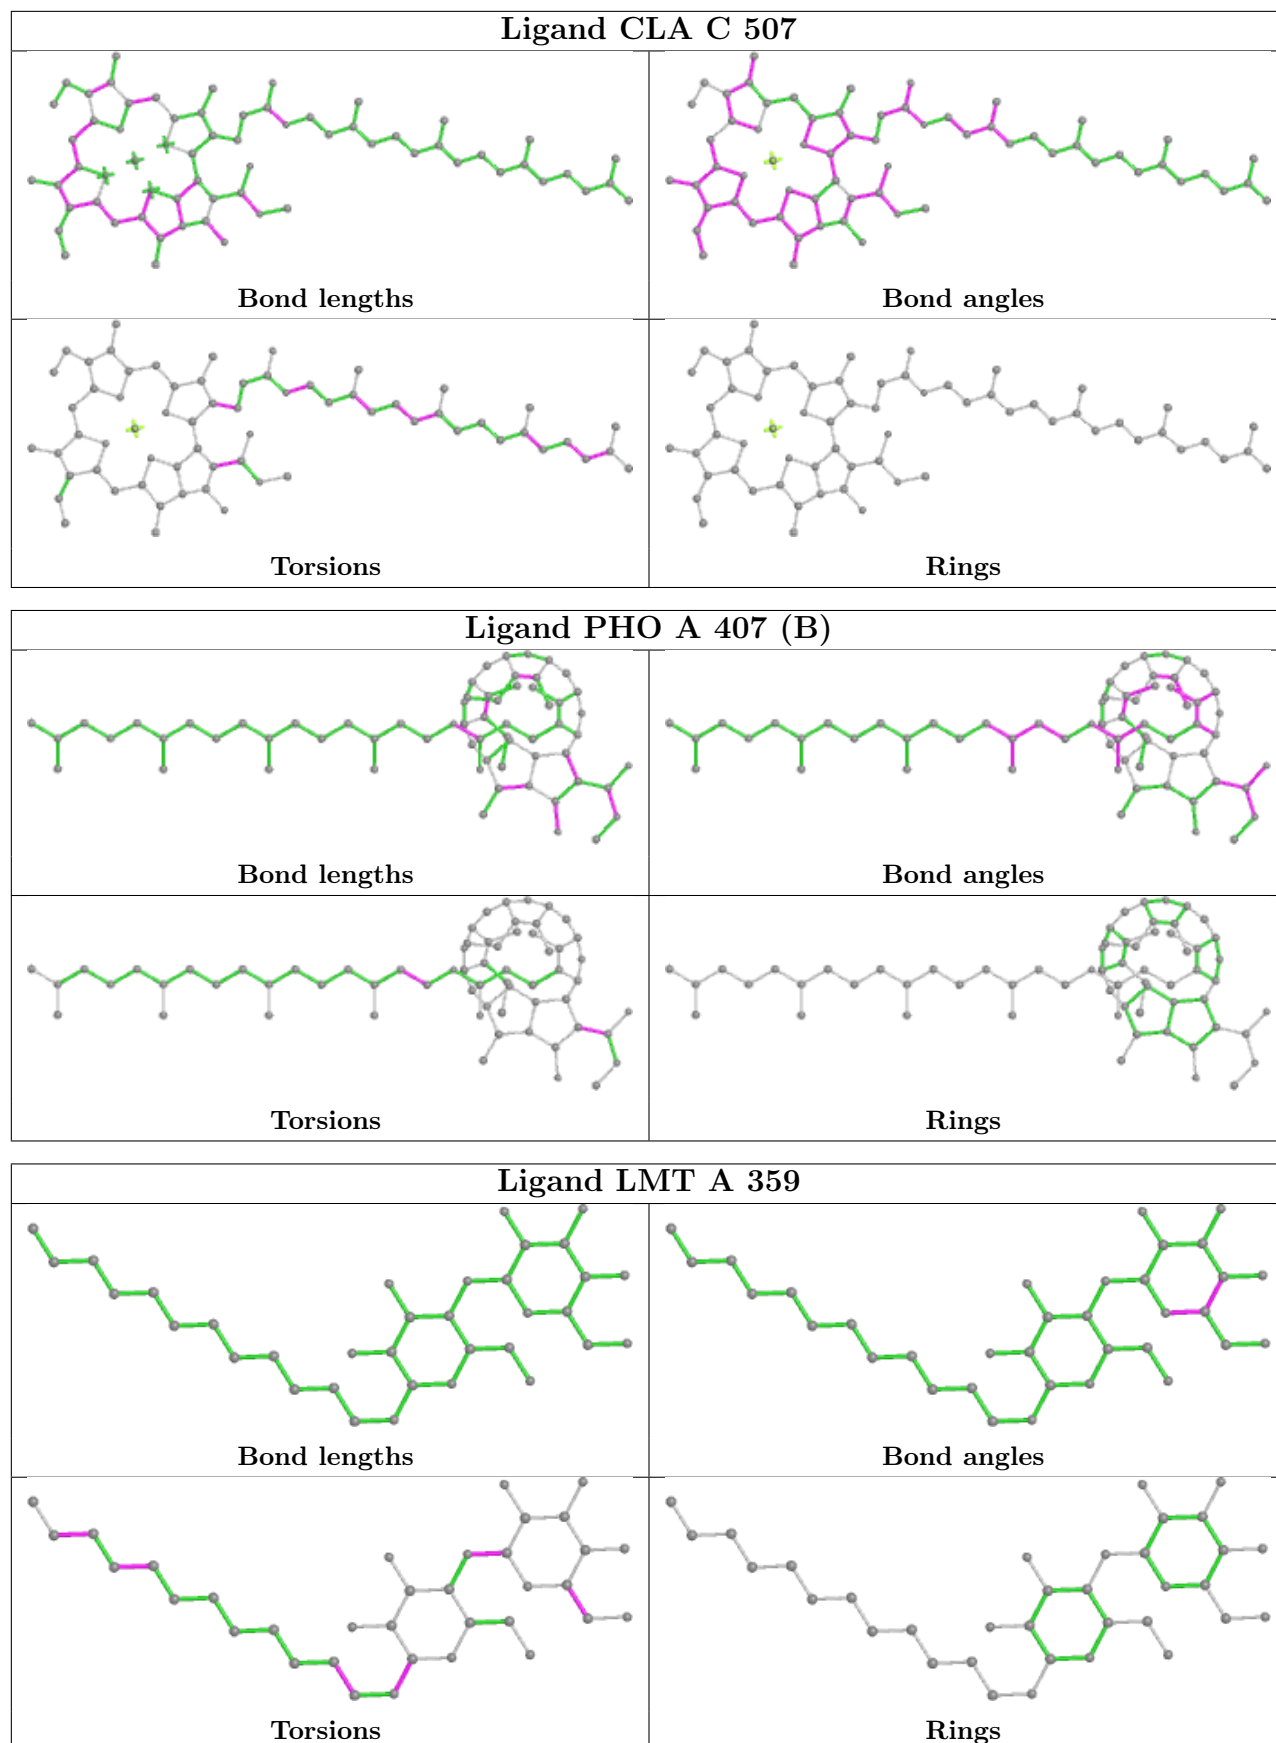 Ligand CLA C 507
Bond lengths
Bond angles
Torsions
Rings
Ligand PHO A 407 (B)
Bond lengths
Bond angles
Torsions
Rings
Ligand LMT A 359
Bond lengths
Bond angles
Torsions
Rings